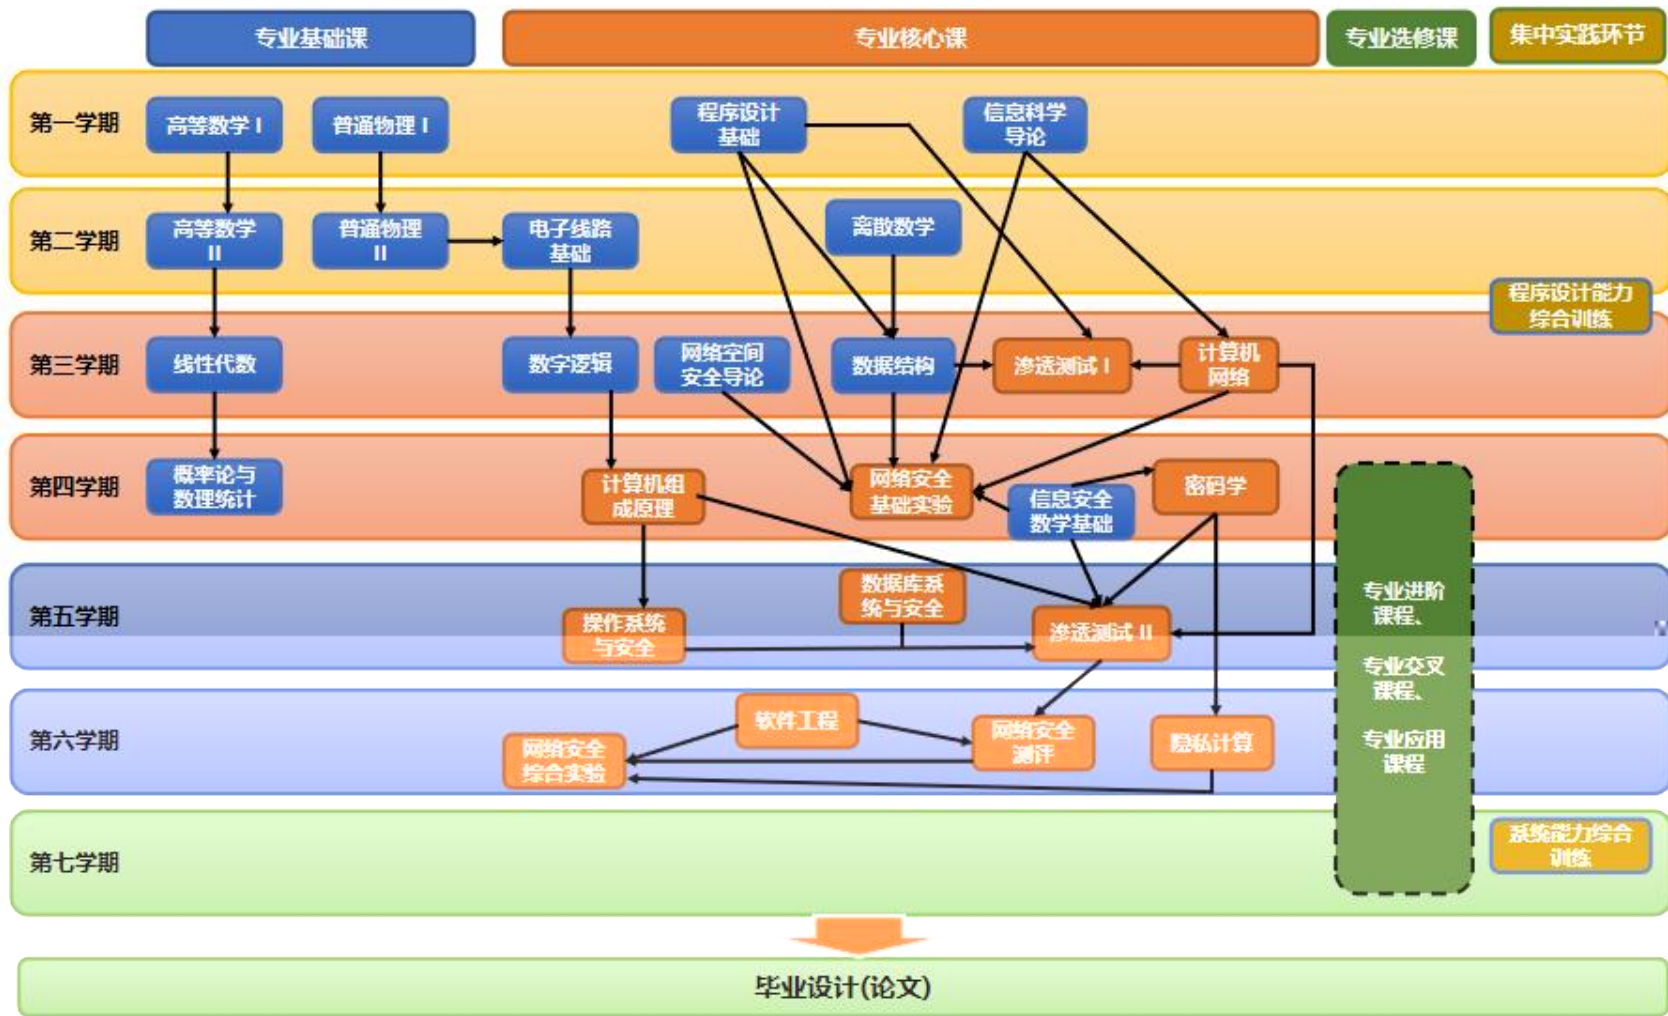 专业基础课
专业核心课
专业选修课
集中实践环节
第一学期
高等数学 I
普通物理 I
程序设计
基础
信息科学
导论
第二学期
高等数学
II
普通物理
II
电子线路
基础
离散数学
程序设计能力
综合训练
第三学期
线性代数
数字逻辑
网络空间
安全导论
数据结构
渗透测试 I
计算机
网络
第四学期
概率论与
数理统计
计算机组
成原理
网络安全
基础实验
信息安全
数学基础
密码学
第五学期
操作系统
与安全
数据库系
统与安全
渗透测试 II
专业进阶
课程、
专业交叉
课程、
专业应用
课程
第六学期
网络安全
综合实验
软件工程
网络安全
测评
隐私计算
第七学期
系统能力综合
训练
毕业设计(论文)